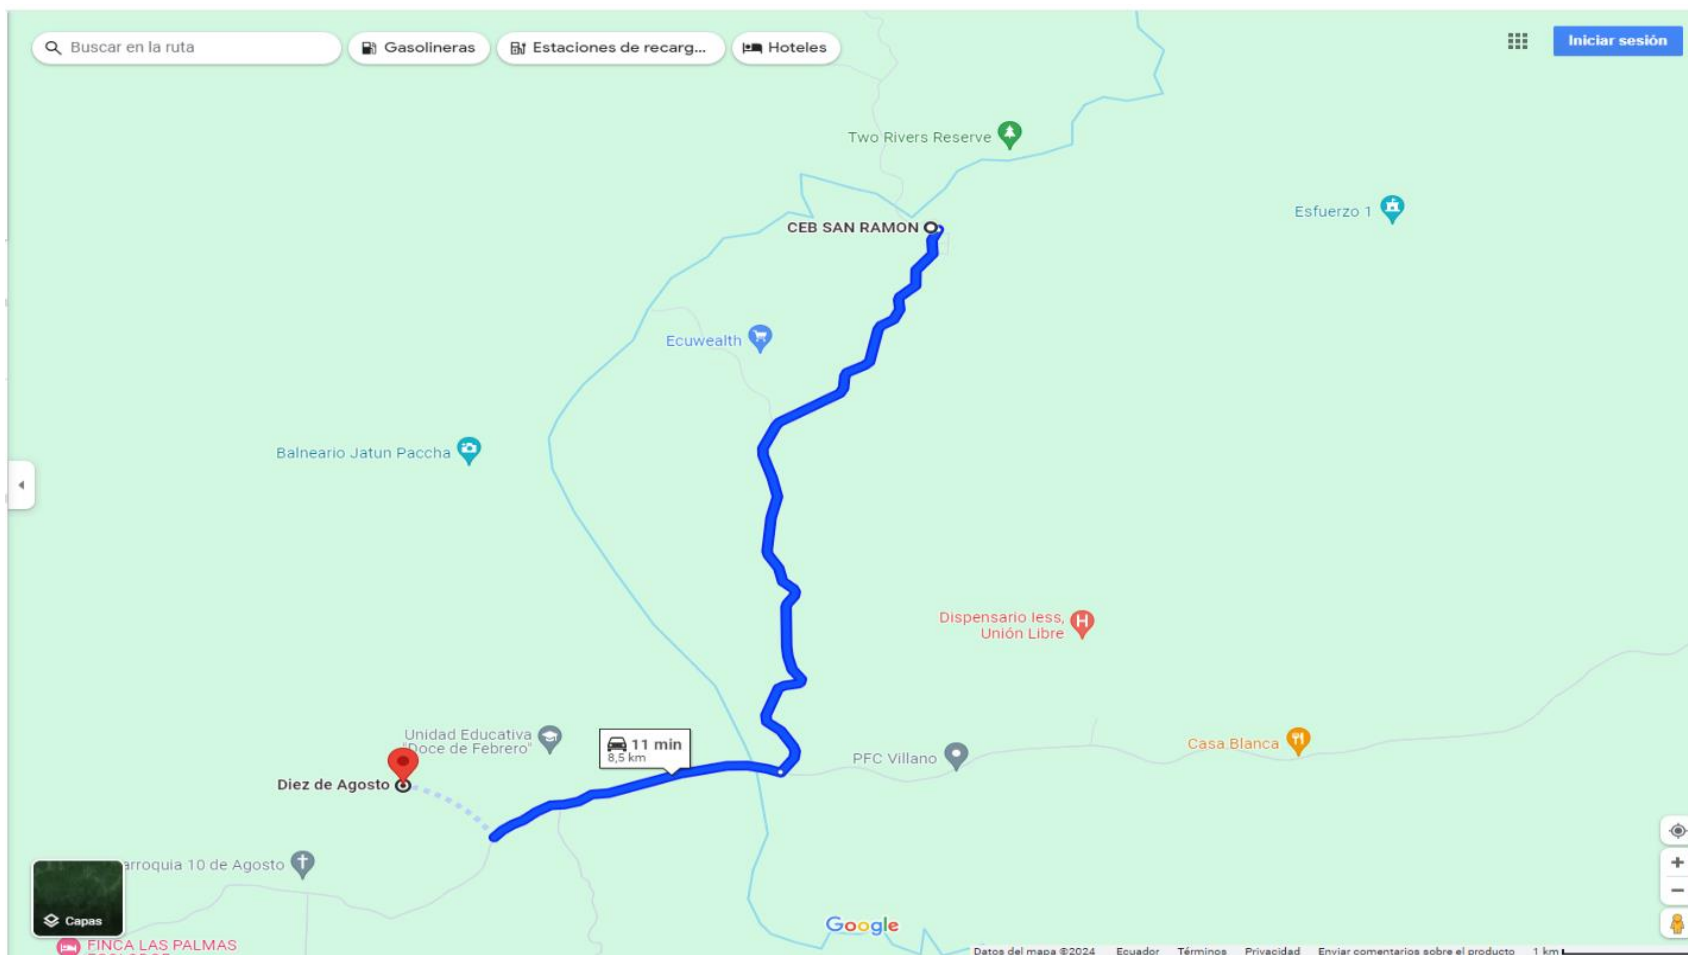 Buscar en la ruta
Gasolineras
Estaciones de recarg...
Hoteles
Iniciar sesión
Two Rivers Reserve
Esfuerzo 1
CEB SAN RAMON
Ecuwealth
Balneario Jatun Paccha
Dispensario Iess,
Unión Libre
Unidad Educativa
"Doce de Febrero"
11 min
8,5 km
PFC Villano
Casa Blanca
Diez de Agosto
arroquia 10 de Agosto
Capas
Google
FINCA LAS PALMAS
Datos del mapa ©2024 Ecuador Términos Privacidad Enviar comentarios sobre el producto 1 km